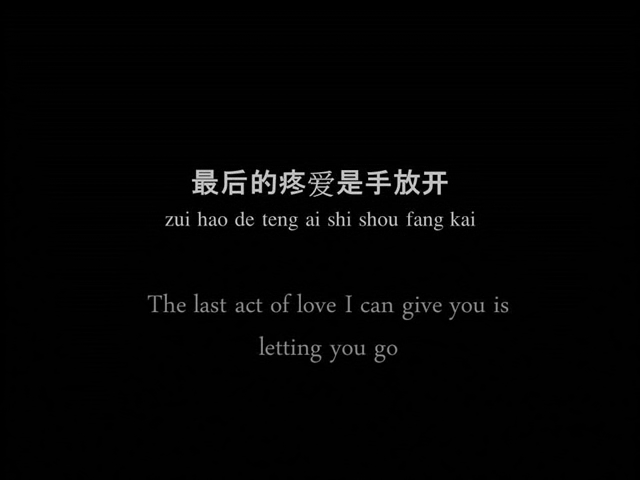 最后的疼爱是手放开
zui hao de teng ai shi shou fang kai
The last act of love I can give you is
letting you go